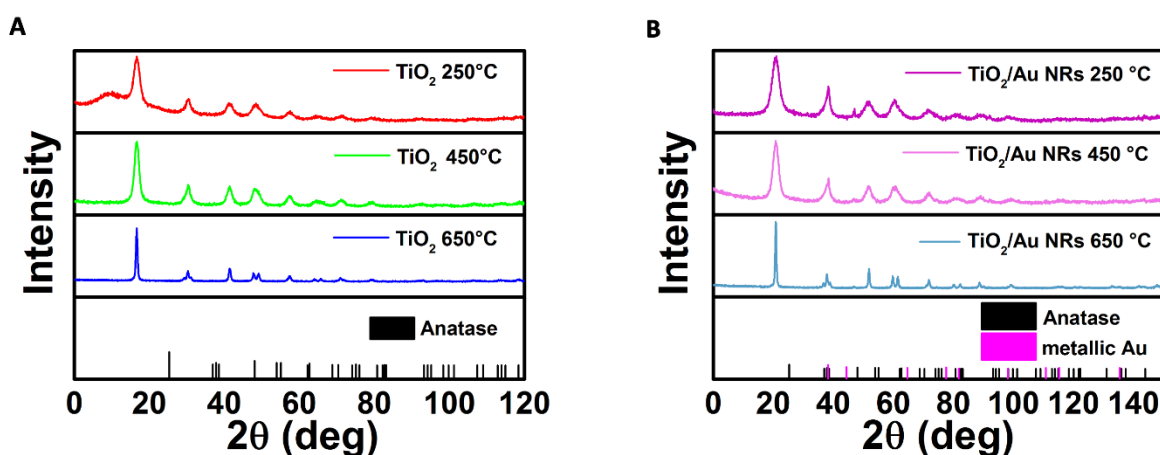 A
TiO2 250°C
TiO2 450°C
TiO2 650°C
Anatase
Intensity
0 20 40 60 80 100 120
2θ (deg)
B
TiO2/Au NRs 250 °C
TiO2/Au NRs 450 °C
TiO2/Au NRs 650 °C
Anatase
metallic Au
Intensity
0 20 40 60 80 100 120 140
2θ (deg)